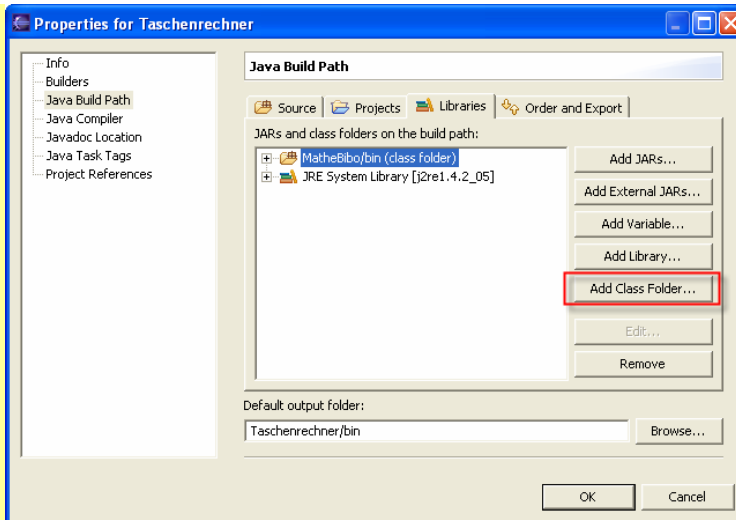 Properties for Taschenrechner
Info
Builders
Java Build Path
Java Compiler
Javadoc Location
Java Task Tags
Project References
Java Build Path
Source
Projects
Libraries
Order and Export
JARs and class folders on the build path:
MatheBibo/bin (class folder)
JRE System Library [j2re1.4.2_05]
Add JARs...
Add External JARs...
Add Variable...
Add Library...
Add Class Folder...
Edit...
Remove
Default output folder:
Taschenrechner/bin
Browse...
OK
Cancel